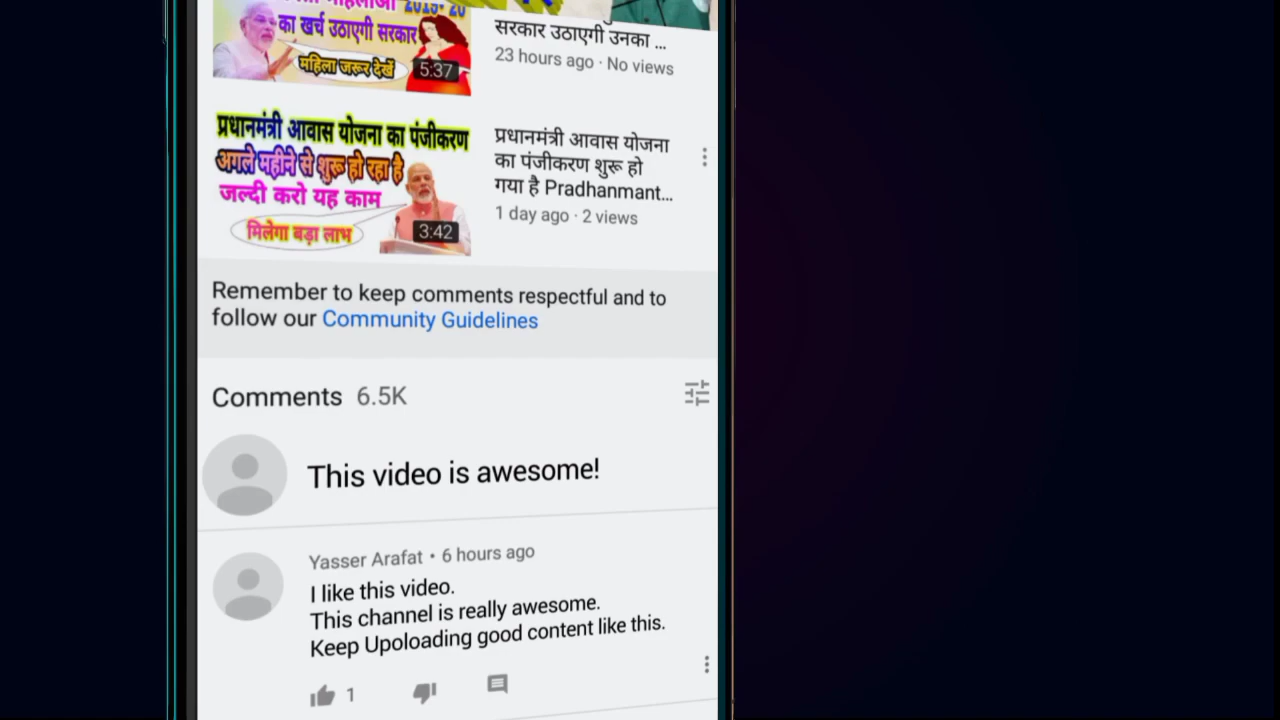 महिलाओं 2019-20
का खर्च उठाएगी सरकार
महिला जरूर देखें
5:37
सरकार उठाएगी उनका ...
23 hours ago · No views
प्रधानमंत्री आवास योजना का पंजीकरण
अगले महीने से शुरू हो रहा है
जल्दी करो यह काम
मिलेगा बड़ा लाभ
3:42
प्रधानमंत्री आवास योजना
का पंजीकरण शुरू हो
गया है Pradhanmant...
1 day ago · 2 views
Remember to keep comments respectful and to
follow our Community Guidelines
Comments 6.5K
This video is awesome!
Yasser Arafat • 6 hours ago
I like this video.
This channel is really awesome.
Keep Upoloading good content like this.
1